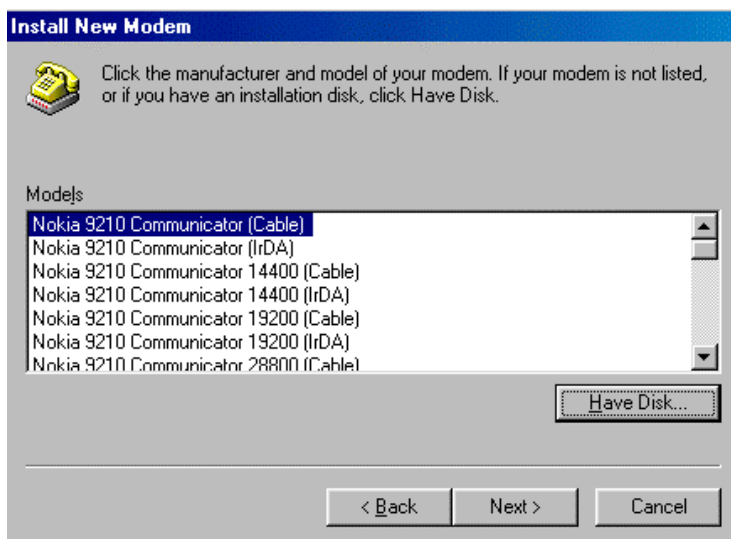 Install New Modem
Click the manufacturer and model of your modem. If your modem is not listed,
or if you have an installation disk, click Have Disk.
Models
Nokia 9210 Communicator (Cable)
Nokia 9210 Communicator (IrDA)
Nokia 9210 Communicator 14400 (Cable)
Nokia 9210 Communicator 14400 (IrDA)
Nokia 9210 Communicator 19200 (Cable)
Nokia 9210 Communicator 19200 (IrDA)
Nokia 9210 Communicator 28800 (Cable)
Have Disk...
< Back
Next >
Cancel